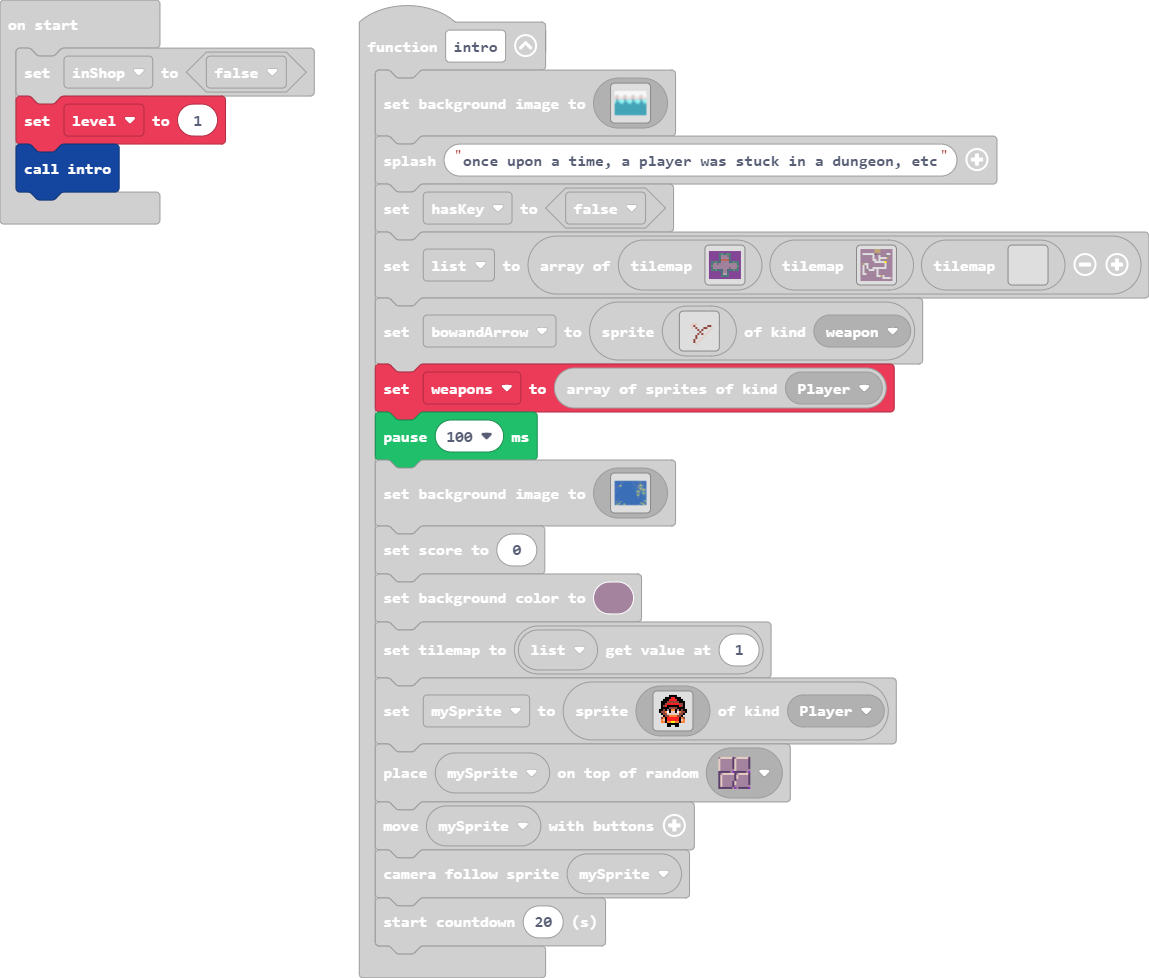 on start
set inShop to false
set level to 1
call intro
function intro
set background image to
splash "once upon a time, a player was stuck in a dungeon, etc"
set hasKey to false
set list to array of tilemap tilemap tilemap
set bowandArrow to sprite of kind weapon
set weapons to array of sprites of kind Player
pause 100 ms
set background image to
set score to 0
set background color to
set tilemap to list get value at 1
set mySprite to sprite of kind Player
place mySprite on top of random
move mySprite with buttons
camera follow sprite mySprite
start countdown 20 (s)